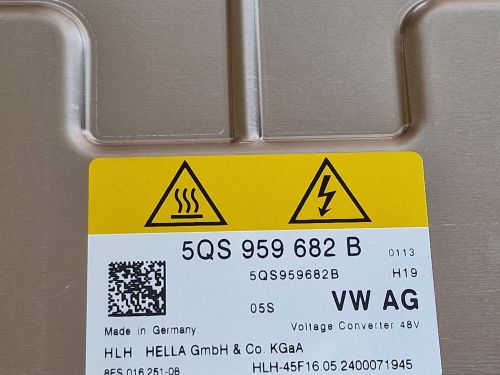 5QS 959 682 B 0113
5QS959682B H19
05S VW AG
Made in Germany Voltage Converter 48V
HLH HELLA GmbH & Co. KGaA
8ES 016 251-08 HLH-45F16.05.2400071945